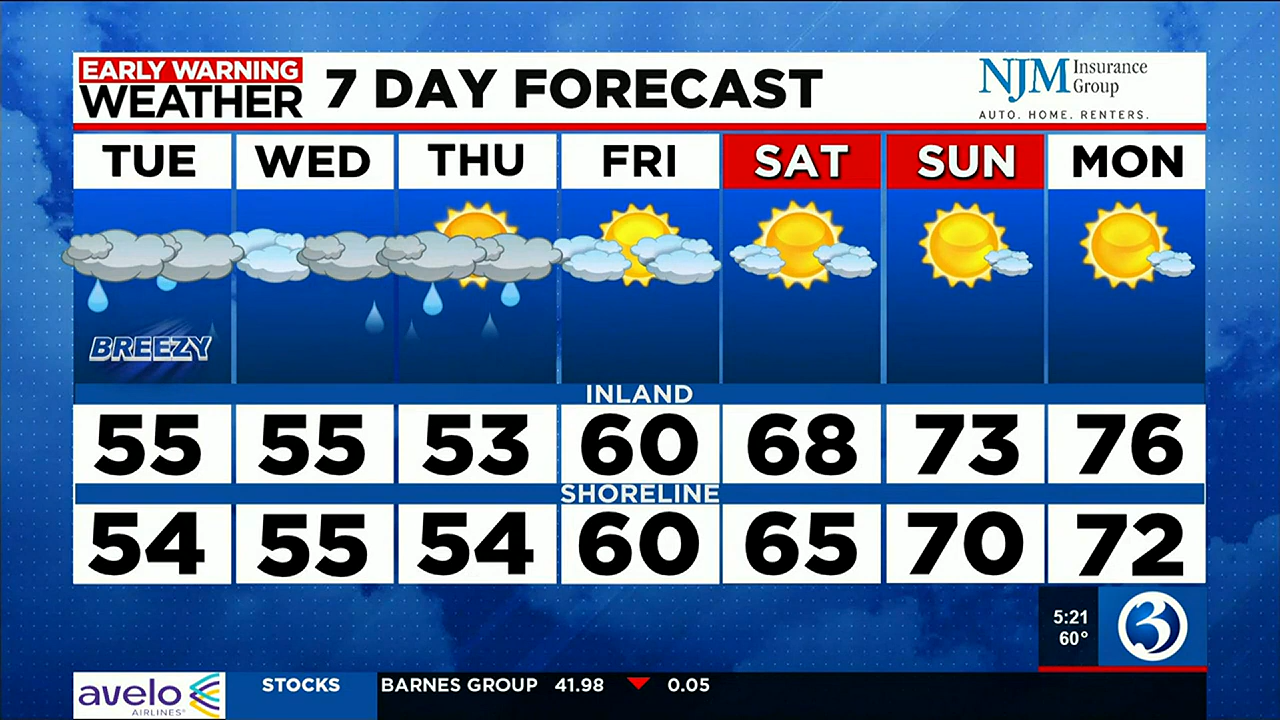 EARLY WARNING
WEATHER
7 DAY FORECAST
NJM Insurance
Group
AUTO. HOME. RENTERS.
TUE WED THU FRI SAT SUN MON
BREEZY
INLAND
55 55 53 60 68 73 76
SHORELINE
54 55 54 60 65 70 72
5:21
60°
3
avelo
AIRLINES®
STOCKS BARNES GROUP 41.98 ▼ 0.05